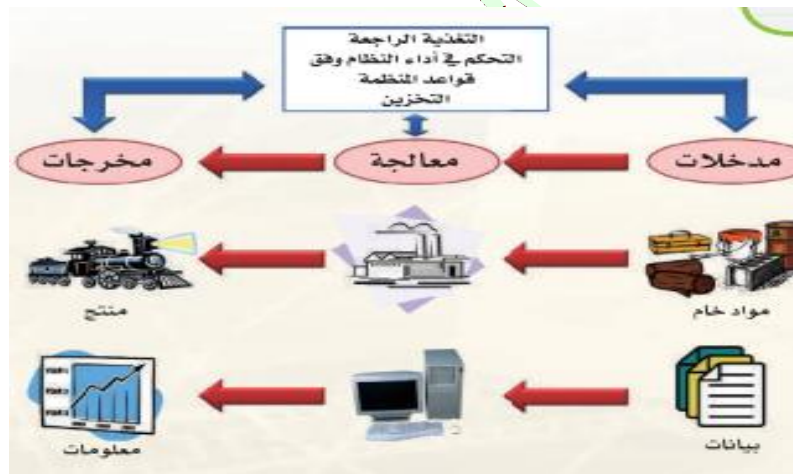 التغذية الراجعة
التحكم في أداء النظام وفق
قواعد المنظمة
التخزين
مدخلات
معالجة
مخرجات
مواد خام
منتج
بيانات
معلومات